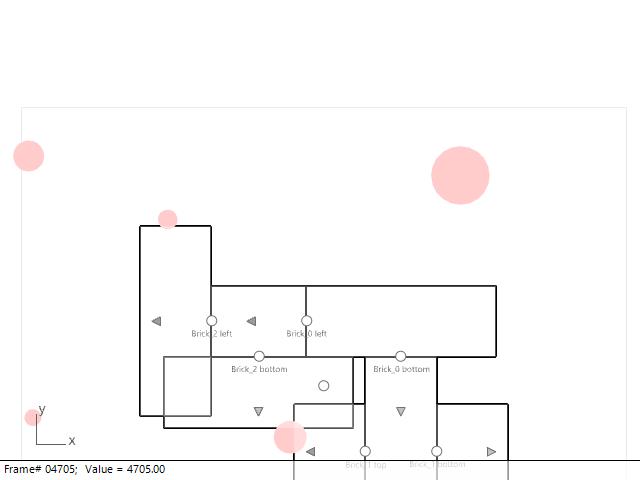 Brick_2 left
Brick_0 left
Brick_2 bottom
Brick_0 bottom
y
x
Brick_1 top
Brick_1 bottom
Frame# 04705; Value = 4705.00